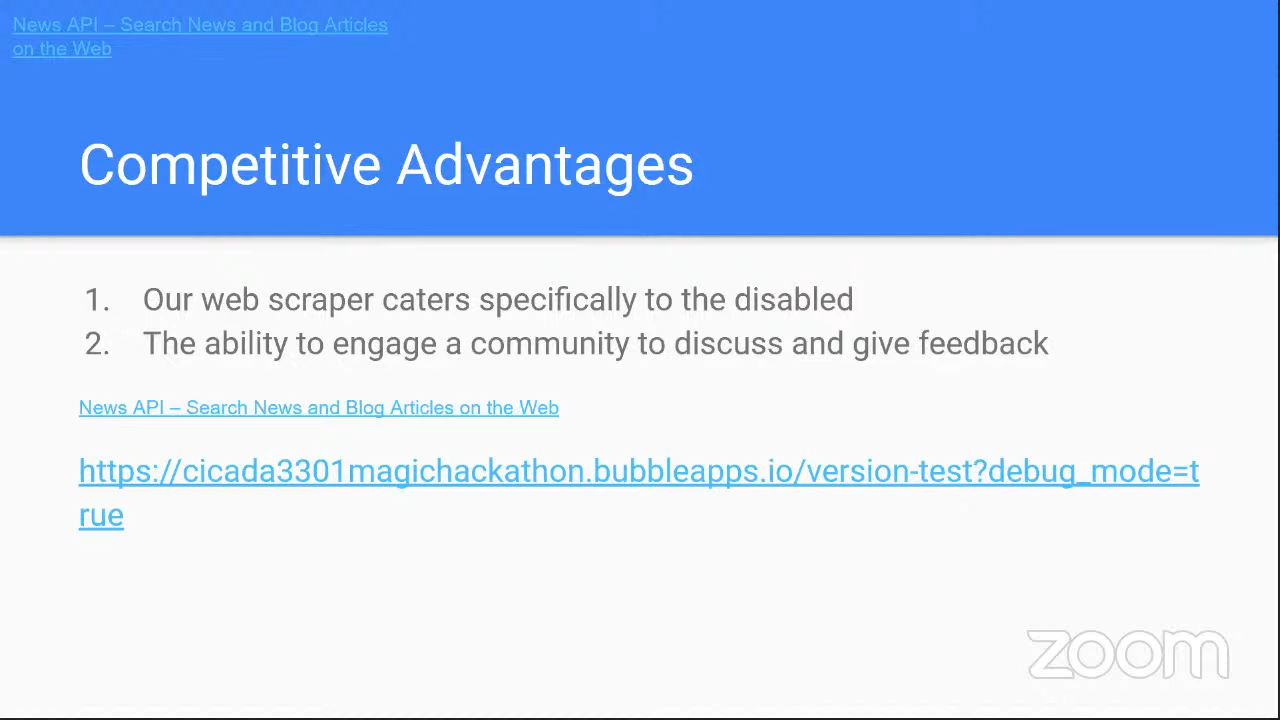 News API – Search News and Blog Articles
on the Web
Competitive Advantages
1. Our web scraper caters specifically to the disabled
2. The ability to engage a community to discuss and give feedback
News API – Search News and Blog Articles on the Web
https://cicada3301magichackathon.bubbleapps.io/version-test?debug_mode=t
rue
zoom